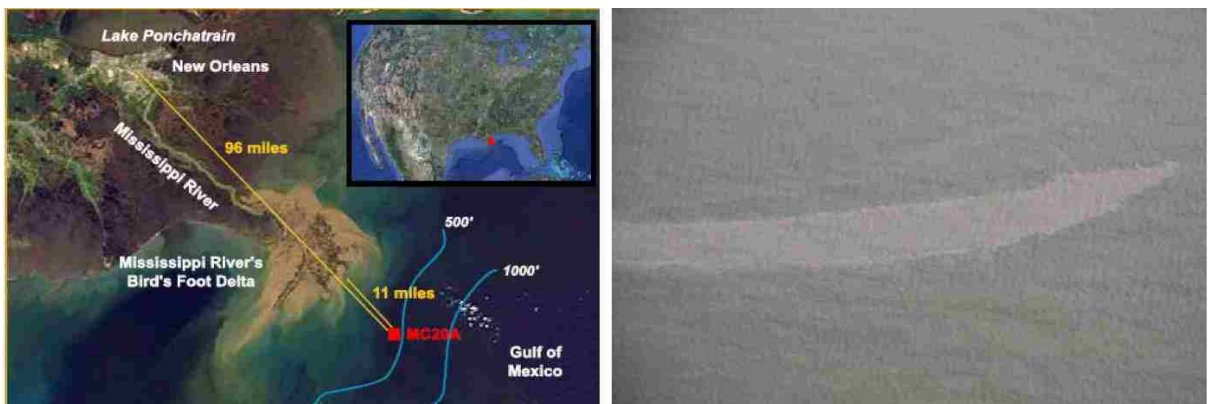 Lake Ponchatrain
New Orleans
96 miles
Mississippi River
500'
Mississippi River's
Bird's Foot Delta
1000'
11 miles
MC20A
Gulf of
Mexico